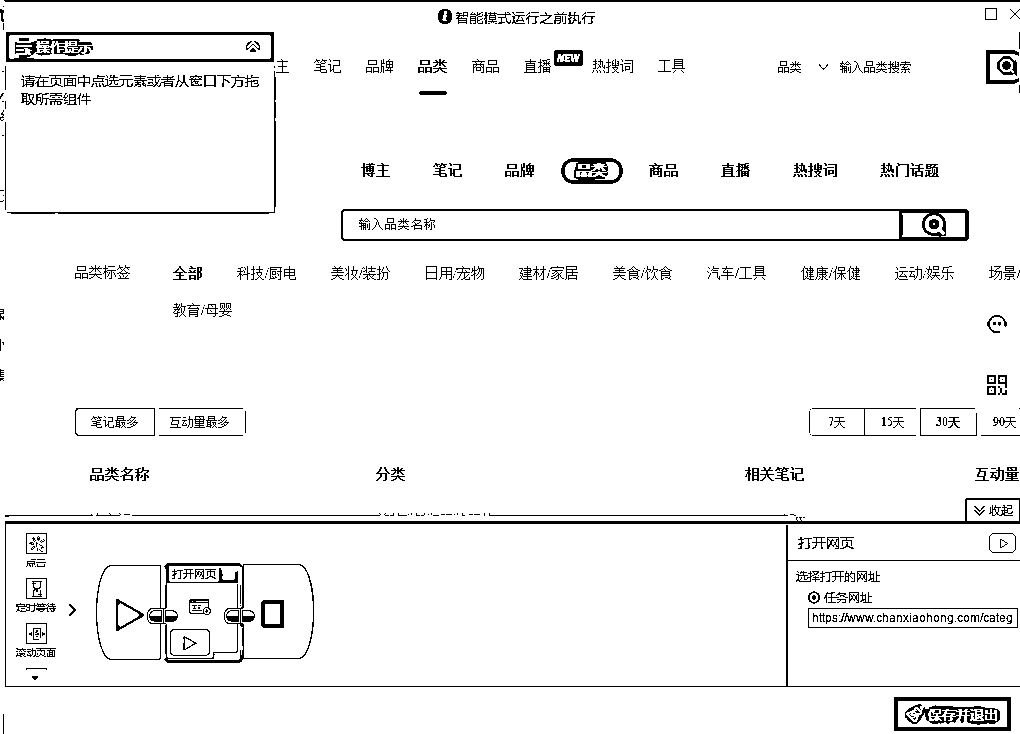 智能模式运行之前执行
操作提示
请在页面中点选元素或者从窗口下方拖
取所需组件
主 笔记 品牌 品类 商品 直播 NEW 热搜词 工具 品类 输入品类搜索
博主 笔记 品牌 品类 商品 直播 热搜词 热门话题
输入品类名称
品类标签 全部 科技/厨电 美妆/装扮 日用/宠物 建材/家居 美食/饮食 汽车/工具 健康/保健 运动/娱乐 场景/
教育/母婴
笔记最多 互动量最多 7天 15天 30天 90天
品类名称 分类 相关笔记 互动量
收起
点击
定时等待
滚动页面
打开网页
打开网页
选择打开的网址
任务网址
https://www.chanxiaohong.com/categ
保存并退出